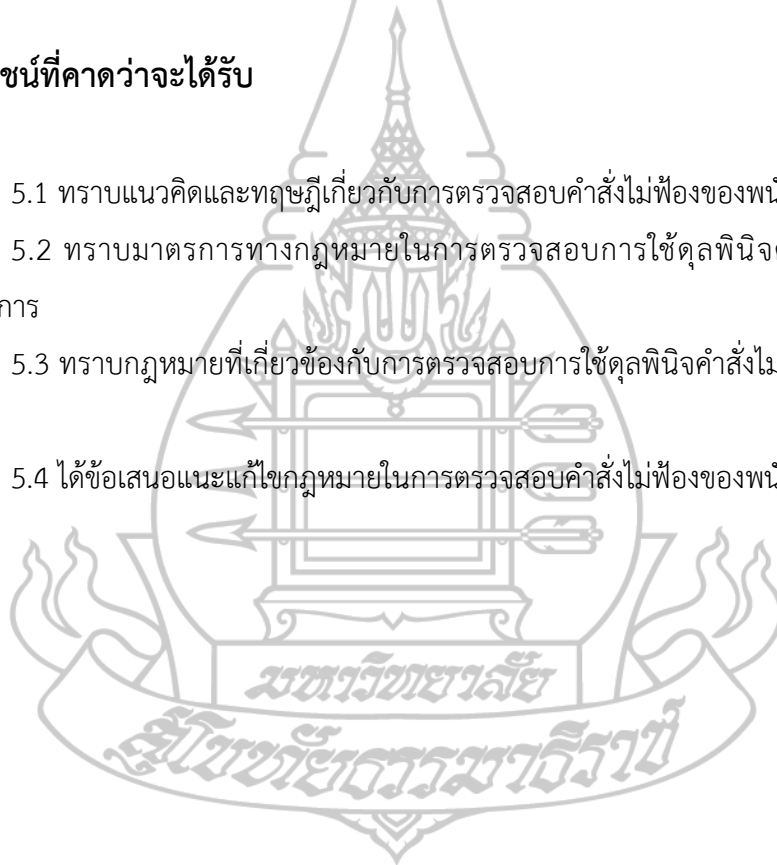 ชน์ที่คาดว่าจะได้รับ
5.1 ทราบแนวคิดและทฤษฎีเกี่ยวกับการตรวจสอบคำสั่งไม่ฟ้องของพนั
5.2 ทราบมาตรการทางกฎหมายในการตรวจสอบการใช้ดุลพินิจ
การ
5.3 ทราบกฎหมายที่เกี่ยวข้องกับการตรวจสอบการใช้ดุลพินิจคำสั่งไม
5.4 ได้ข้อเสนอแนะแก้ไขกฎหมายในการตรวจสอบคำสั่งไม่ฟ้องของพนั
มหาวิทยาลัย
สุโขทัยธรรมาธิราช